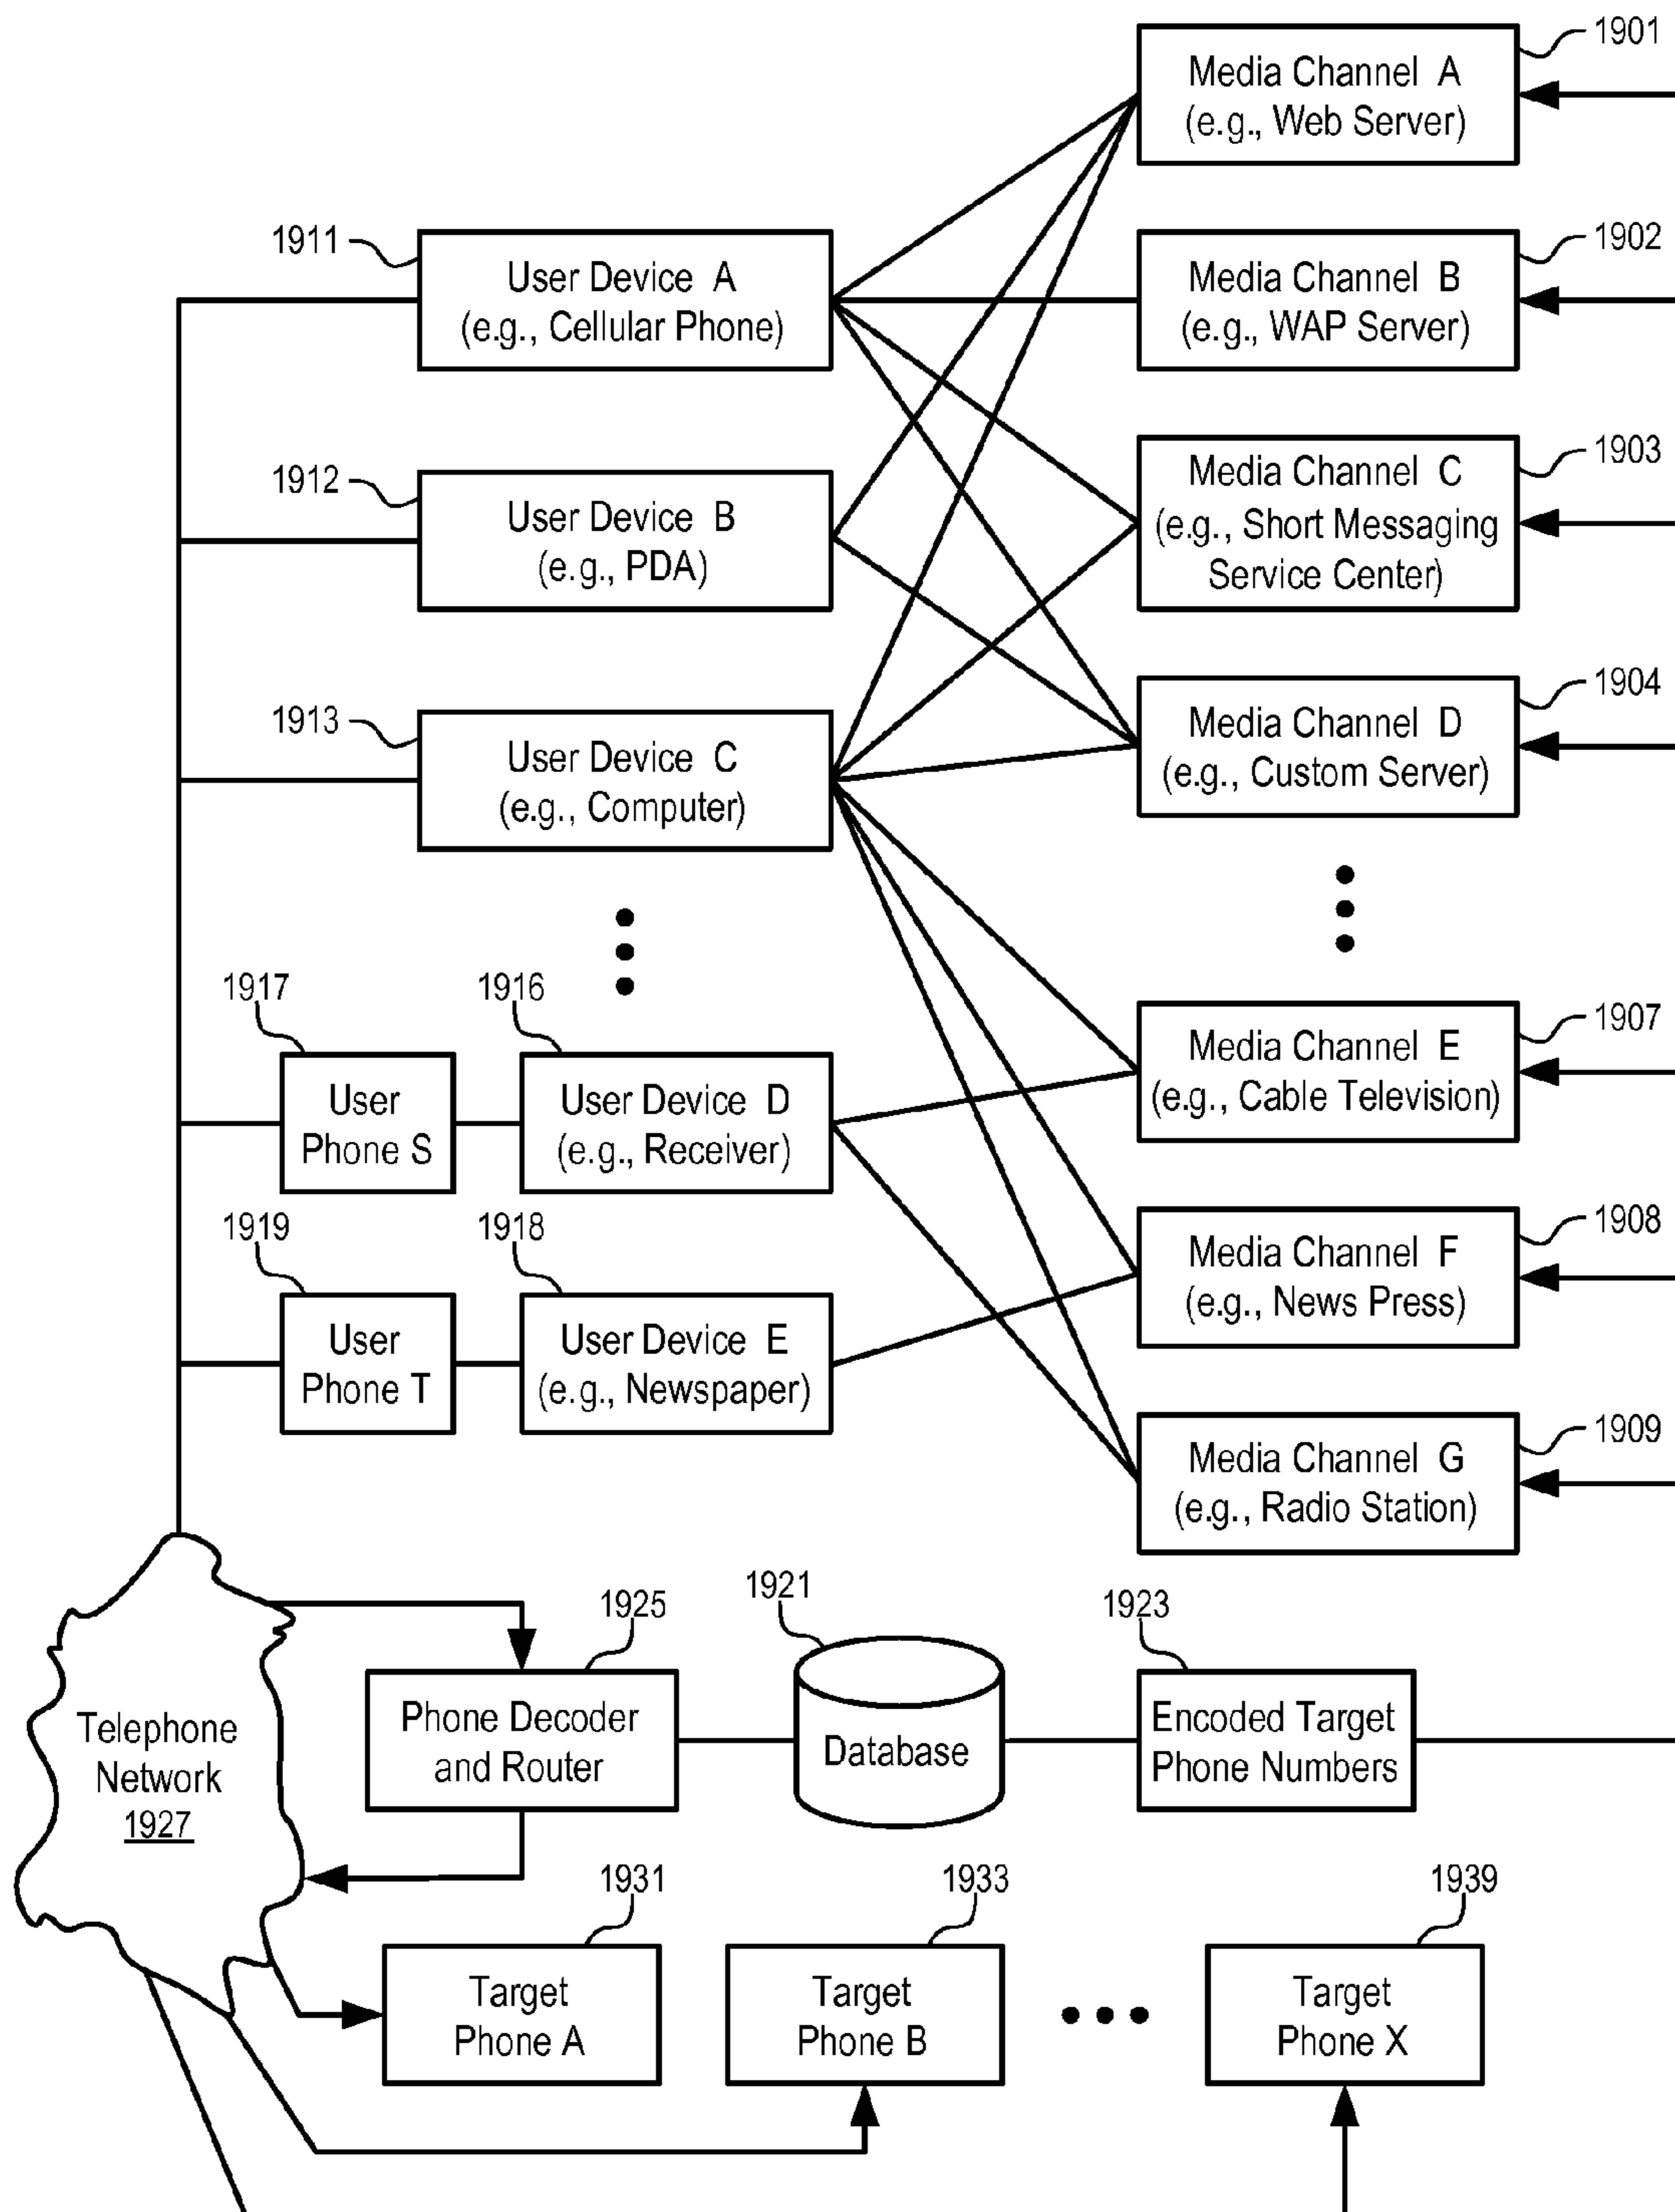 1901
Media Channel A
(e.g., Web Server)
1911
User Device A
(e.g., Cellular Phone)
1902
Media Channel B
(e.g., WAP Server)
1912
User Device B
(e.g., PDA)
1903
Media Channel C
(e.g., Short Messaging
Service Center)
1913
User Device C
(e.g., Computer)
1904
Media Channel D
(e.g., Custom Server)
1917
User
Phone S
1916
User Device D
(e.g., Receiver)
1907
Media Channel E
(e.g., Cable Television)
1919
User
Phone T
1918
User Device E
(e.g., Newspaper)
1908
Media Channel F
(e.g., News Press)
1909
Media Channel G
(e.g., Radio Station)
Telephone
Network
1927
1925
Phone Decoder
and Router
1921
Database
1923
Encoded Target
Phone Numbers
1931
Target
Phone A
1933
Target
Phone B
1939
Target
Phone X